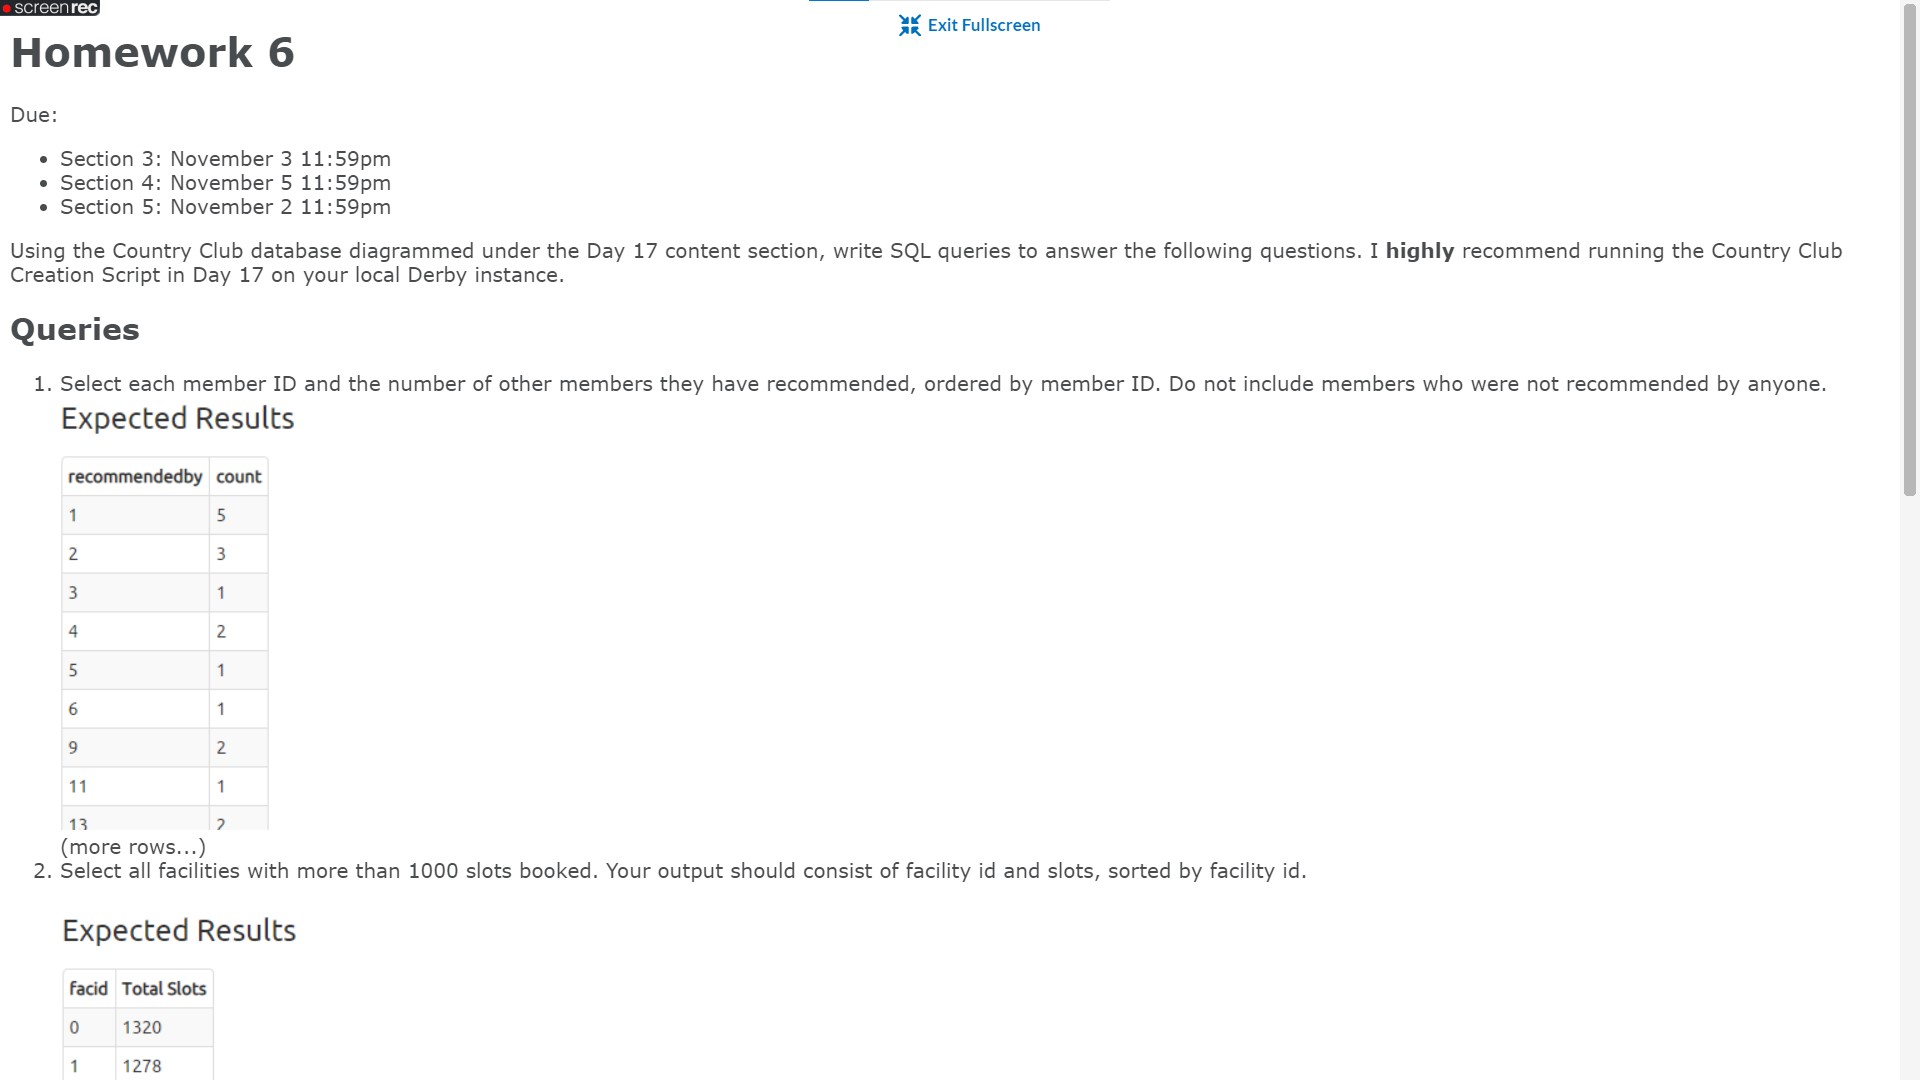 screenrec
Exit Fullscreen
Homework 6
Due:
Section 3: November 3 11:59pm
Section 4: November 5 11:59pm
Section 5: November 2 11:59pm
Using the Country Club database diagrammed under the Day 17 content section, write SQL queries to answer the following questions. I highly recommend running the Country Club
Creation Script in Day 17 on your local Derby instance.
Queries
1. Select each member ID and the number of other members they have recommended, ordered by member ID. Do not include members who were not recommended by anyone.
Expected Results
recommendedby count
1 5
2 3
3 1
4 2
5 1
6 1
9 2
11 1
13 2
(more rows...)
2. Select all facilities with more than 1000 slots booked. Your output should consist of facility id and slots, sorted by facility id.
Expected Results
facid Total Slots
0 1320
1 1278